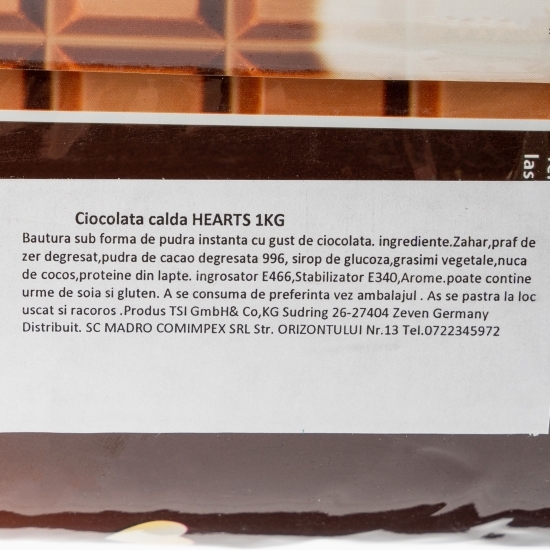 las
Ciocolata calda HEARTS 1KG
Bautura sub forma de pudra instanta cu gust de ciocolata. ingrediente.Zahar,praf de
zer degresat,pudra de cacao degresata 996, sirop de glucoza,grasimi vegetale,nuca
de cocos,proteine din lapte. ingrosator E466,Stabilizator E340,Arome.poate contine
urme de soia si gluten. A se consuma de preferinta vez ambalajul . As se pastra la loc
uscat si racoros .Produs TSI GmbH& Co,KG Sudring 26-27404 Zeven Germany
Distribuit. SC MADRO COMIMPEX SRL Str. ORIZONTULUI Nr.13 Tel.0722345972